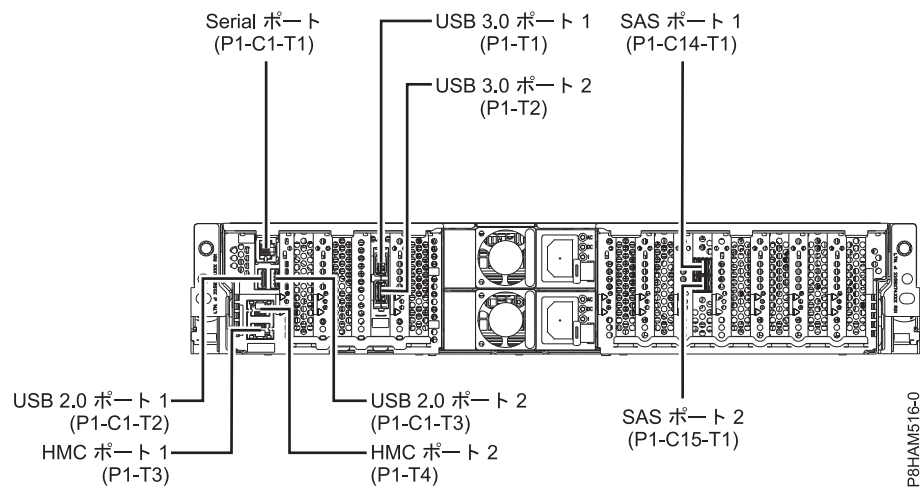 Serial ポート
(P1-C1-T1)
USB 3.0 ポート 1
(P1-T1)
USB 3.0 ポート 2
(P1-T2)
SAS ポート 1
(P1-C14-T1)
USB 2.0 ポート 1
(P1-C1-T2)
HMC ポート 1
(P1-T3)
USB 2.0 ポート 2
(P1-C1-T3)
HMC ポート 2
(P1-T4)
SAS ポート 2
(P1-C15-T1)
P8HAM516-0